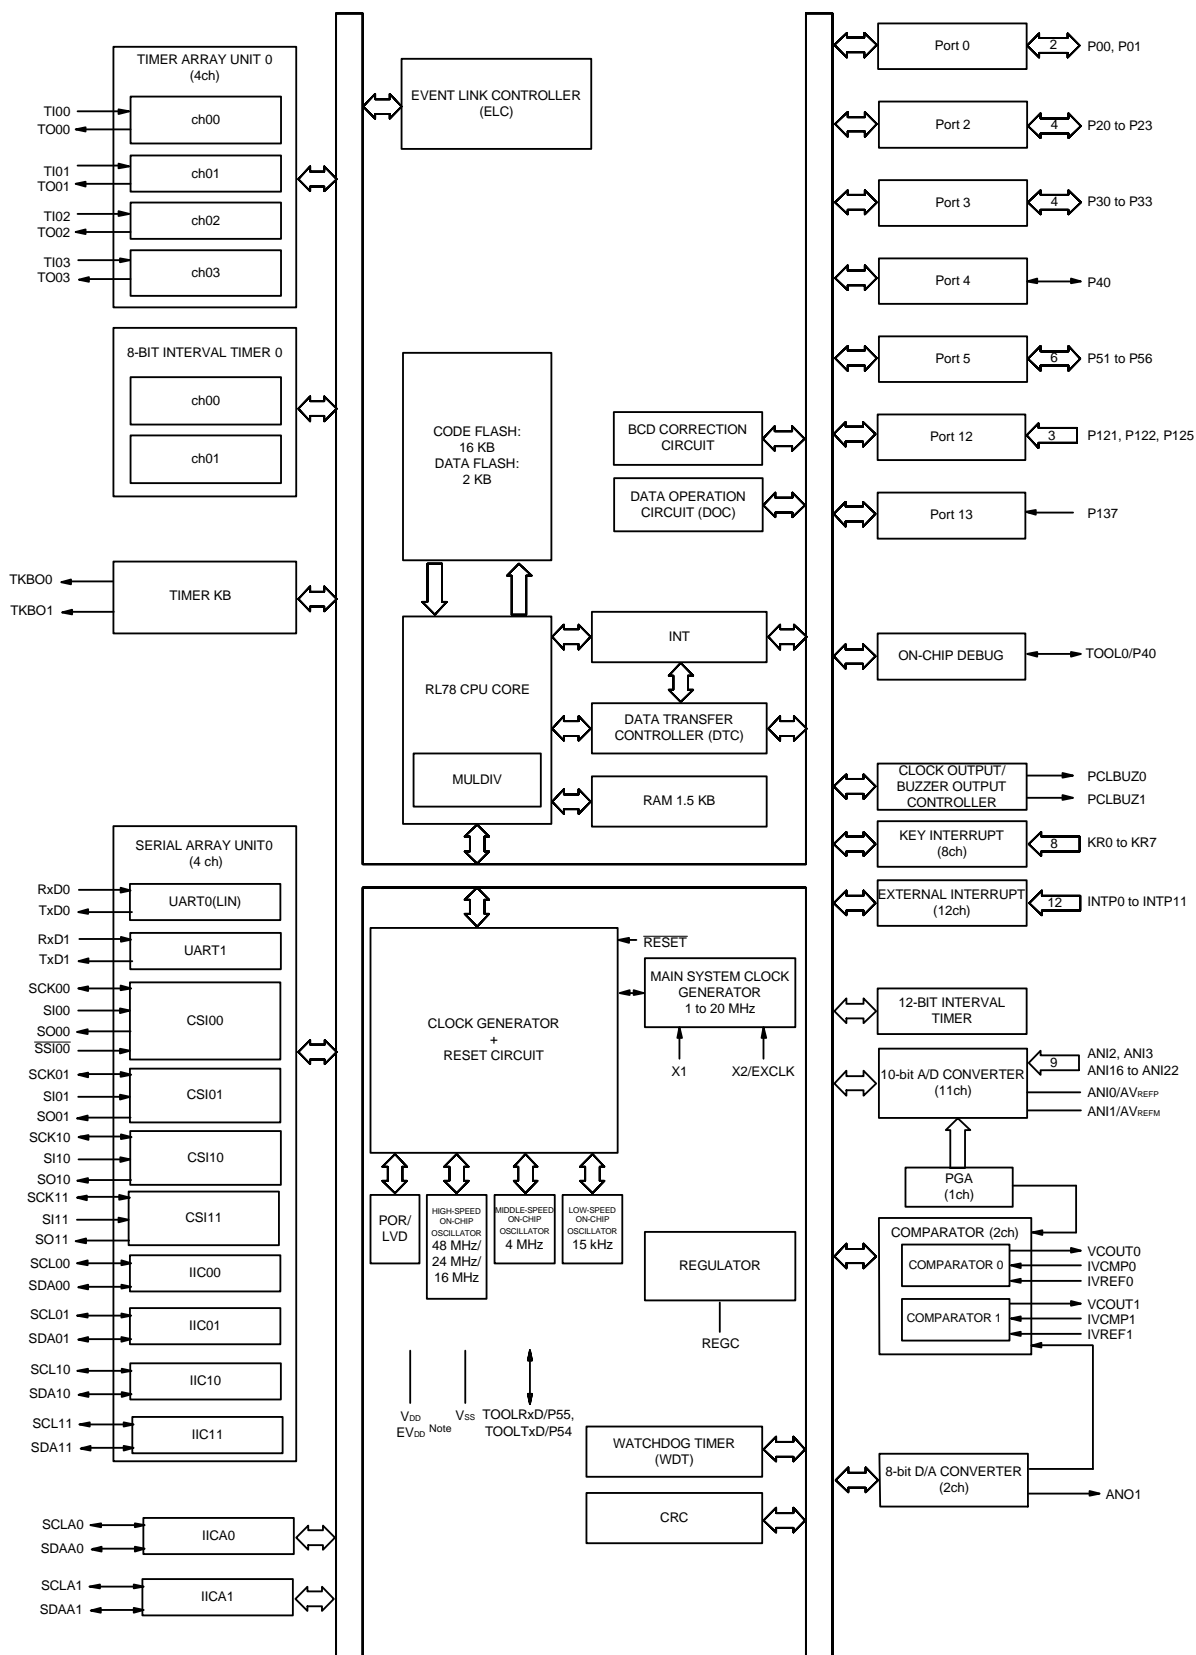 TIMER ARRAY UNIT 0
(4ch)
TI00
TO00
ch00
TI01
TO01
ch01
TI02
TO02
ch02
TI03
TO03
ch03
8-BIT INTERVAL TIMER 0
ch00
ch01
TKBO0
TKBO1
TIMER KB
SERIAL ARRAY UNIT0
(4 ch)
RxD0
TxD0
UART0(LIN)
RxD1
TxD1
UART1
SCK00
SI00
SO00
SSI00
CSI00
SCK01
SI01
SO01
CSI01
SCK10
SI10
SO10
CSI10
SCK11
SI11
SO11
CSI11
SCL00
SDA00
IIC00
SCL01
SDA01
IIC01
SCL10
SDA10
IIC10
SCL11
SDA11
IIC11
SCLA0
SDAA0
IICA0
SCLA1
SDAA1
IICA1
EVENT LINK CONTROLLER
(ELC)
CODE FLASH:
16 KB
DATA FLASH:
2 KB
BCD CORRECTION
CIRCUIT
DATA OPERATION
CIRCUIT (DOC)
RL78 CPU CORE
MULDIV
INT
DATA TRANSFER
CONTROLLER (DTC)
RAM 1.5 KB
CLOCK GENERATOR
+
RESET CIRCUIT
RESET
MAIN SYSTEM CLOCK
GENERATOR
1 to 20 MHz
X1
X2/EXCLK
POR/
LVD
HIGH-SPEED
ON-CHIP
OSCILLATOR
48 MHz/
24 MHz/
16 MHz
MIDDLE-SPEED
ON-CHIP
OSCILLATOR
4 MHz
LOW-SPEED
ON-CHIP
OSCILLATOR
15 kHz
REGULATOR
REGC
VDD
EVDD Note
VSS
TOOLRxD/P55,
TOOLTxD/P54
WATCHDOG TIMER
(WDT)
CRC
Port 0
2
P00, P01
Port 2
4
P20 to P23
Port 3
4
P30 to P33
Port 4
P40
Port 5
6
P51 to P56
Port 12
3
P121, P122, P125
Port 13
P137
ON-CHIP DEBUG
TOOL0/P40
CLOCK OUTPUT/
BUZZER OUTPUT
CONTROLLER
PCLBUZ0
PCLBUZ1
KEY INTERRUPT
(8ch)
8
KR0 to KR7
EXTERNAL INTERRUPT
(12ch)
12
INTP0 to INTP11
12-BIT INTERVAL
TIMER
10-bit A/D CONVERTER
(11ch)
9
ANI2, ANI3
ANI16 to ANI22
ANI0/AVREFP
ANI1/AVREFM
PGA
(1ch)
COMPARATOR (2ch)
COMPARATOR 0
VCOUT0
IVCMP0
IVREF0
COMPARATOR 1
VCOUT1
IVCMP1
IVREF1
8-bit D/A CONVERTER
(2ch)
ANO1